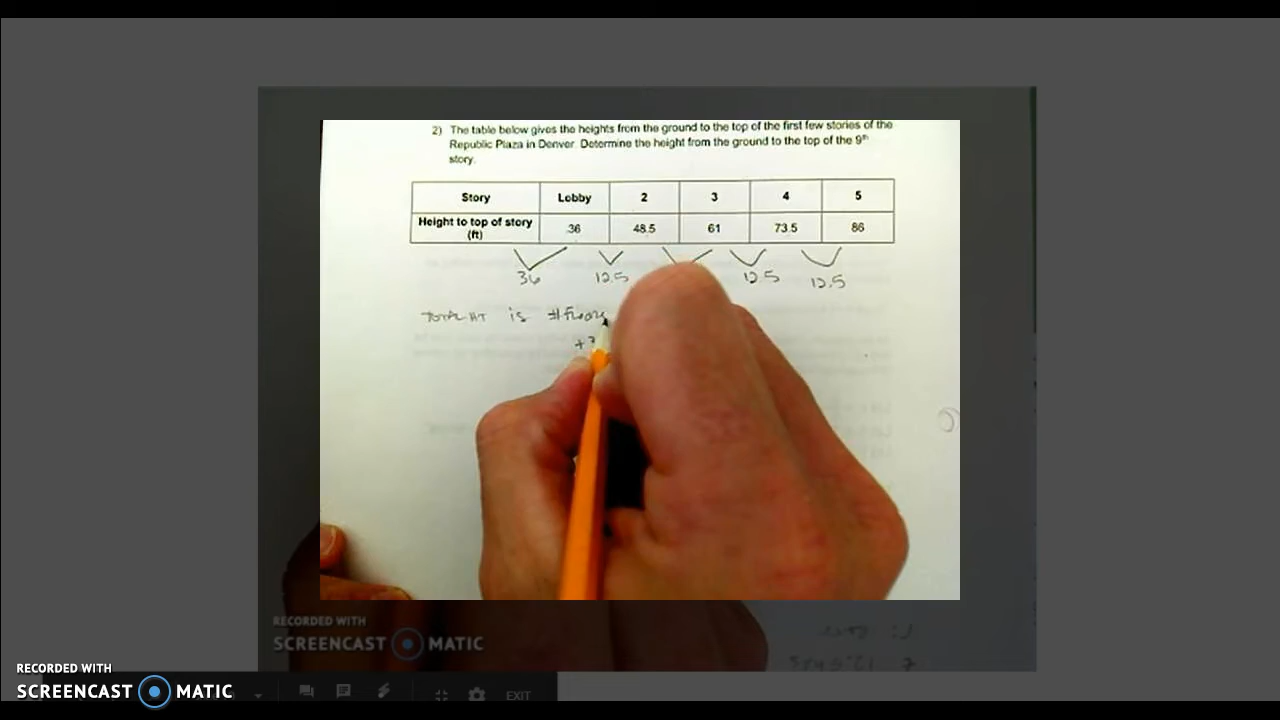 2) The table below gives the heights from the ground to the top of the first few stories of the
Republic Plaza in Denver. Determine the height from the ground to the top of the 9th
story.
Story Lobby 2 3 4 5
Height to top of story
(ft) 36 48.5 61 73.5 86
36 12.5 12.5 12.5
TOTAL HT is # floors
+3
RECORDED WITH
SCREENCAST MATIC
RECORDED WITH
SCREENCAST MATIC
EXIT